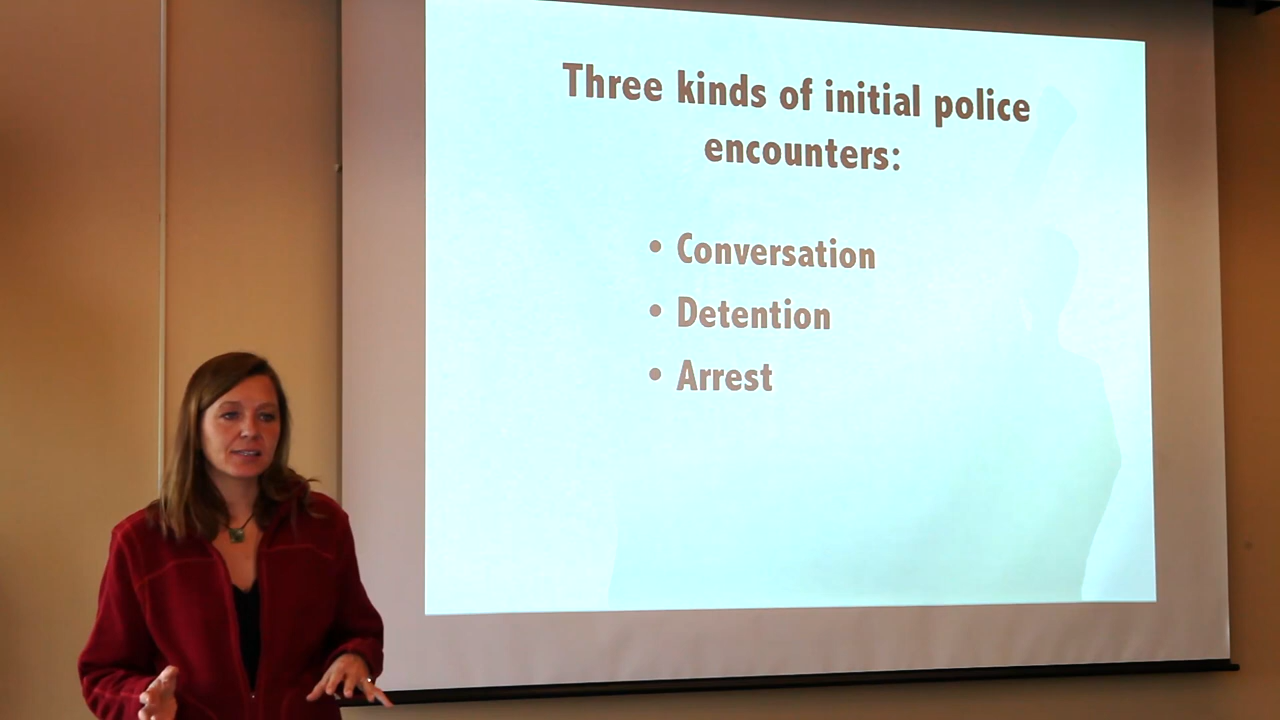 Three kinds of initial police
encounters:
• Conversation
• Detention
• Arrest